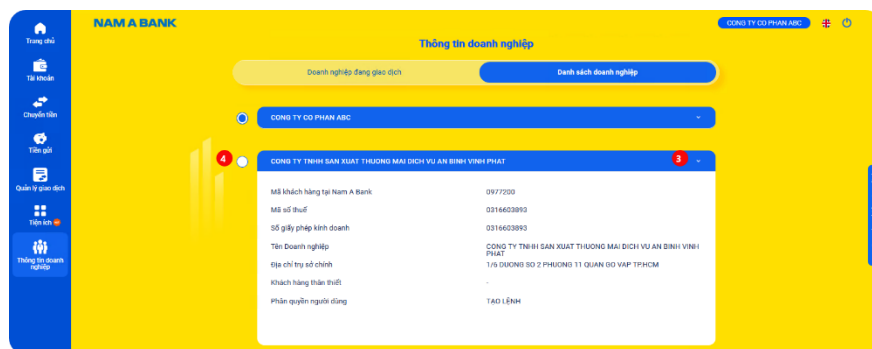 NAM A BANK
CONG TY CO PHAN ABC
Thông tin doanh nghiệp
Doanh nghiệp đang giao dịch
Danh sách doanh nghiệp
Trang chủ
Tài khoản
Chuyển tiền
Tiền gửi
Quản lý giao dịch
Tiện ích
Thông tin doanh
nghiệp
CONG TY CO PHAN ABC
4
CONG TY TNHH SAN XUAT THUONG MAI DICH VU AN BINH VINH PHAT
3
Mã khách hàng tại Nam A Bank 0977200
Mã số thuế 0316603893
Số giấy phép kinh doanh 0316603893
Tên Doanh nghiệp CONG TY TNHH SAN XUAT THUONG MAI DICH VU AN BINH VINH
PHAT
Địa chỉ trụ sở chính 1/6 DUONG SO 2 PHUONG 11 QUAN GO VAP TP.HCM
Khách hàng thân thiết -
Phân quyền người dùng TẠO LỆNH